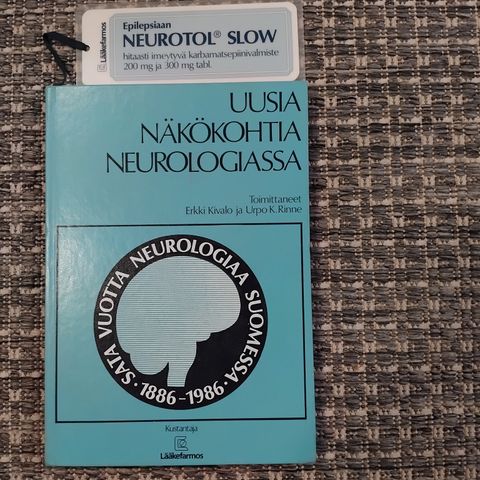 Epilepsiaan
NEUROTOL® SLOW
hitaasti imeytyvä karbamatsepiinivalmiste
200 mg ja 300 mg tabl.
Lääkefarmos
UUSIA
NÄKÖKOHTIA
NEUROLOGIASSA
Toimittaneet
Erkki Kivalo ja Urpo K. Rinne
SATA VUOTTA NEUROLOGIAA SUOMESSA
· 1886–1986 ·
Kustantaja
Lääkefarmos